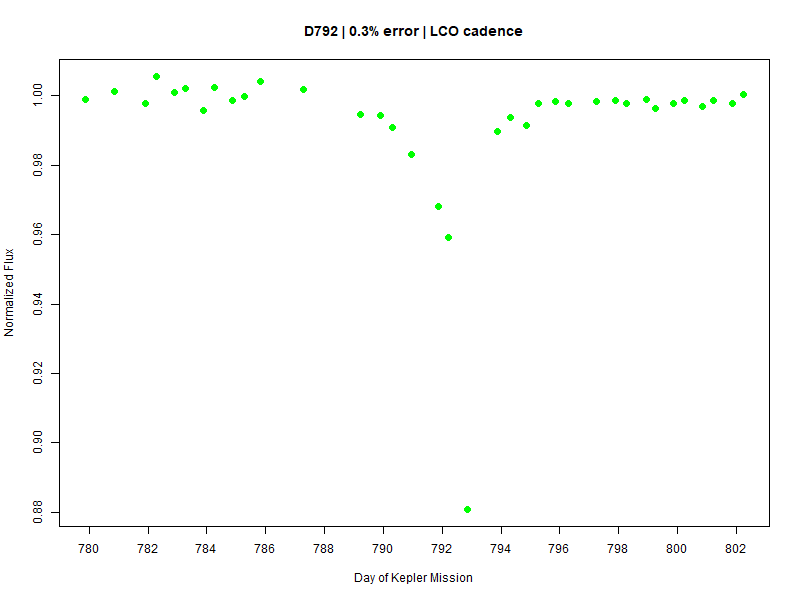 D792 | 0.3% error | LCO cadence
Normalized Flux
1.00
0.98
0.96
0.94
0.92
0.90
0.88
780 782 784 786 788 790 792 794 796 798 800 802
Day of Kepler Mission